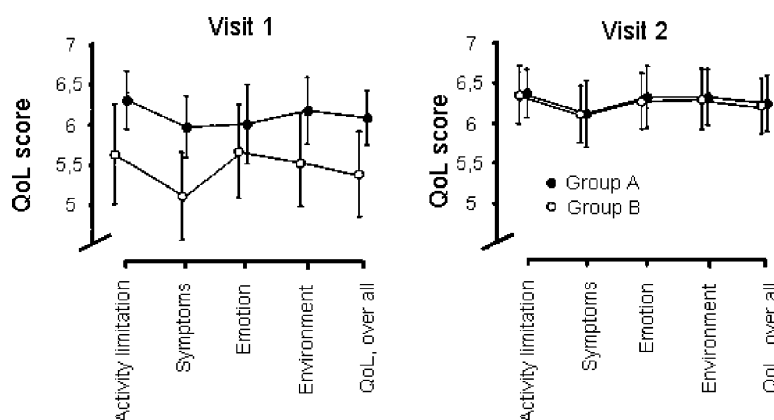 Visit 1
QoL score
7
6,5
6
5,5
5
Activity limitation
Symptoms
Emotion
Environment
QoL, over all
Visit 2
QoL score
7
6,5
6
5,5
5
Group A
Group B
Activity limitation
Symptoms
Emotion
Environment
QoL, over all